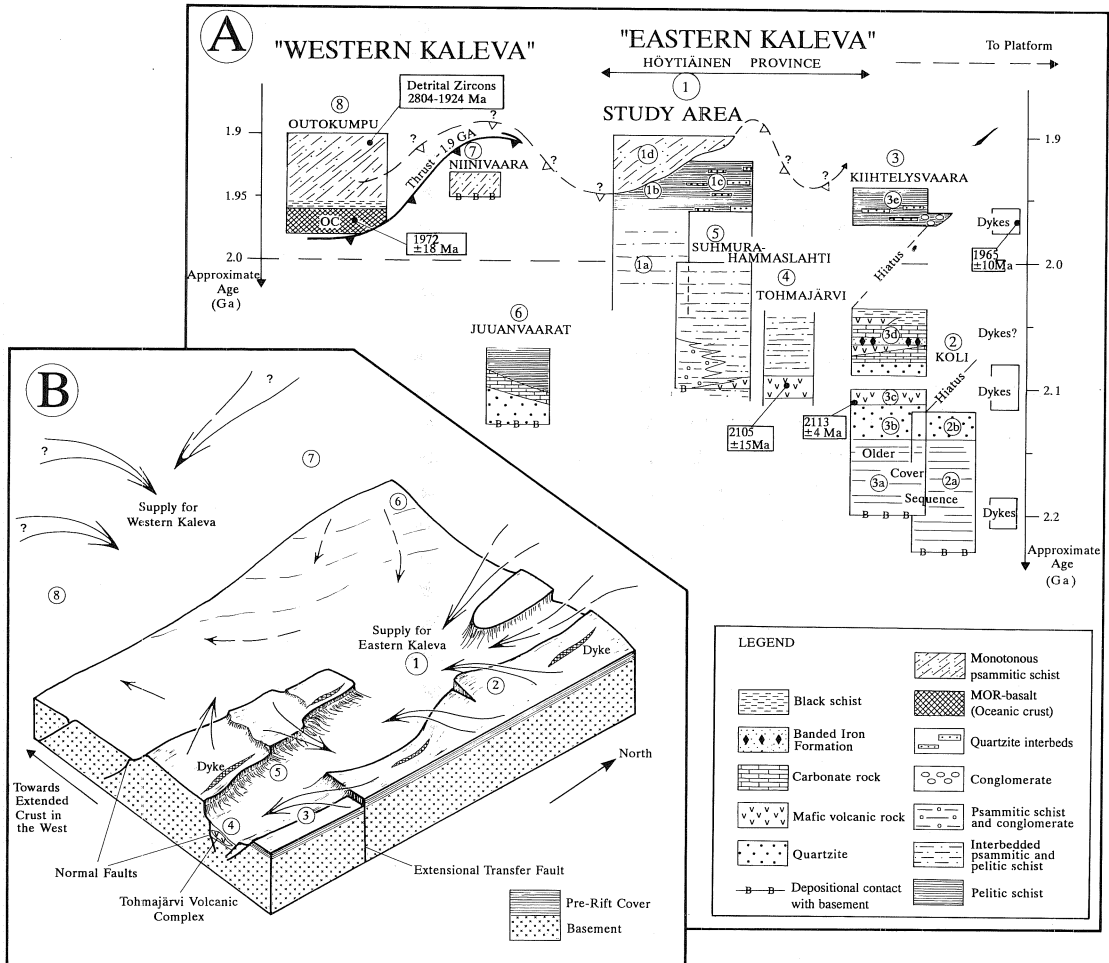 A
"WESTERN KALEVA"
"EASTERN KALEVA"
HÖYTIÄINEN PROVINCE
To Platform
1
STUDY AREA
Detrital Zircons
2804-1924 Ma
8
OUTOKUMPU
1.9
1.95
2.0
Approximate
Age
(Ga)
OC
1972
±18 Ma
Thrust - 1.9 GA
?
?
?
?
?
?
7
NIINIVAARA
B B B
1d
1b
1c
1a
5
SUHMURA-
HAMMASLAHTI
B
B
4
TOHMAJÄRVI
2105
±15Ma
6
JUUANVAARAT
B B B
3
KIIHTELYSVAARA
3e
Hiatus
3d
3c
3b
2113
±4 Ma
Older
Cover
Sequence
3a
B B B
2
KOLI
Hiatus
2b
2a
B B B
Dykes
1965
±10Ma
Dykes?
Dykes
Dykes
1.9
2.0
2.1
2.2
Approximate
Age
(Ga)
B
?
?
?
Supply for
Western Kaleva
7
6
8
Supply for
Eastern Kaleva
1
Dyke
2
Dyke
5
4
3
North
Towards
Extended
Crust in
the West
Normal Faults
Tohmajärvi Volcanic
Complex
Extensional Transfer Fault
Pre-Rift Cover
Basement
LEGEND
Black schist
Banded Iron
Formation
Carbonate rock
Mafic volcanic rock
Quartzite
B B
Depositional contact
with basement
Monotonous
psammitic schist
MOR-basalt
(Oceanic crust)
Quartzite interbeds
Conglomerate
Psammitic schist
and conglomerate
Interbedded
psammitic and
pelitic schist
Pelitic schist